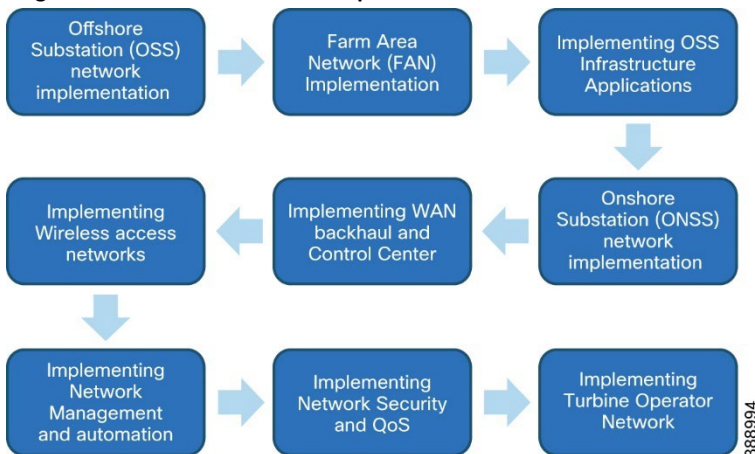 Offshore
Substation (OSS)
network
implementation
Farm Area
Network (FAN)
Implementation
Implementing OSS
Infrastructure
Applications
Implementing
Wireless access
networks
Implementing WAN
backhaul and
Control Center
Onshore
Substation (ONSS)
network
implementation
Implementing
Network
Management
and automation
Implementing
Network Security
and QoS
Implementing
Turbine Operator
Network